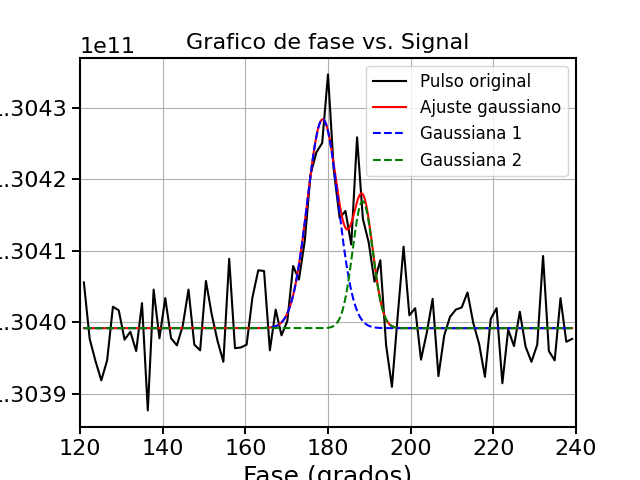 1e11
Grafico de fase vs. Signal
Pulso original
Ajuste gaussiano
Gaussiana 1
Gaussiana 2
.3043
.3042
.3041
.3040
.3039
120 140 160 180 200 220 240
Fase (grados)